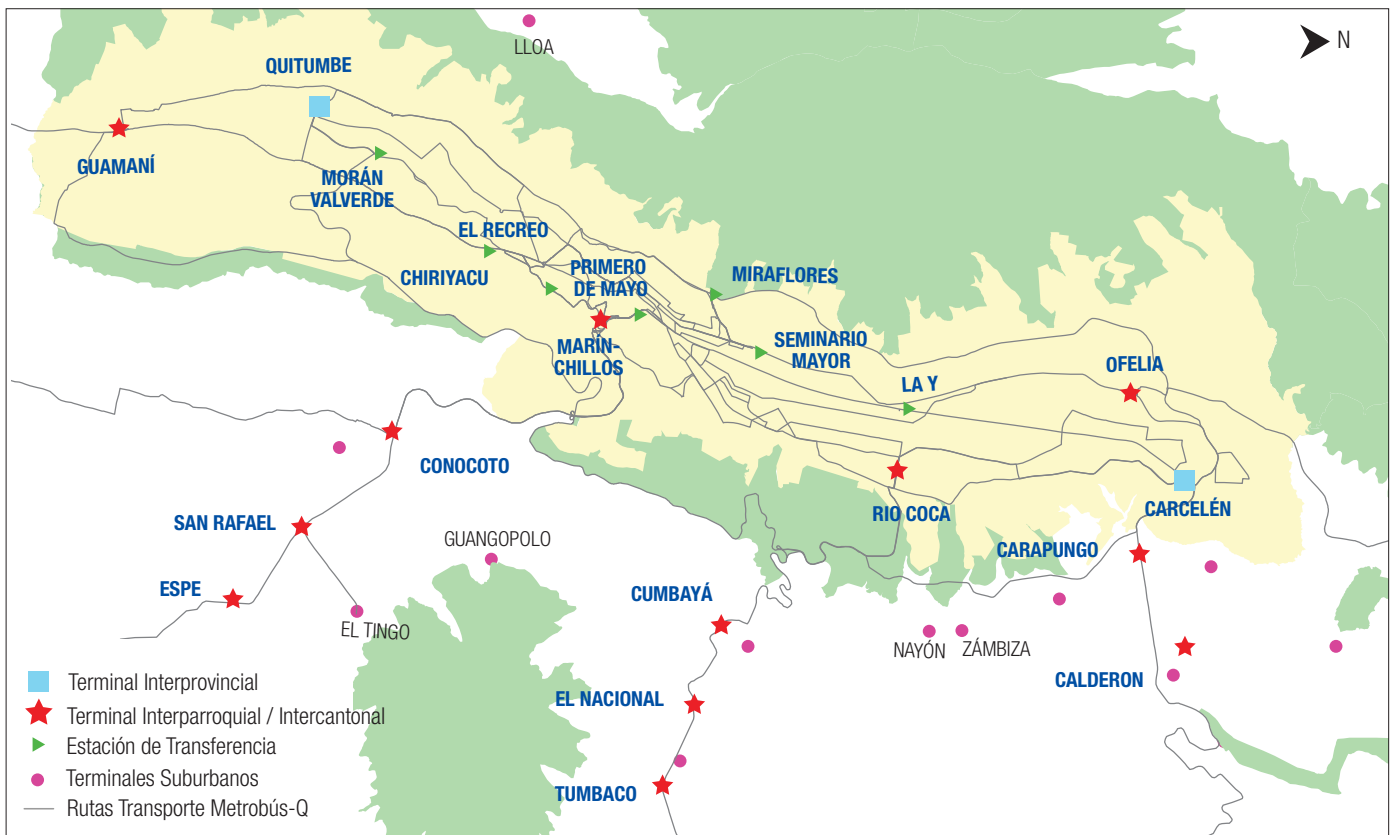 LLOA
N
QUITUMBE
GUAMANÍ
MORÁN
VALVERDE
EL RECREO
CHIRIYACU
PRIMERO
DE MAYO
MIRAFLORES
MARÍN-
CHILLOS
SEMINARIO
MAYOR
LA Y
OFELIA
CONOCOTO
RIO COCA
CARCELÉN
SAN RAFAEL
GUANGOPOLO
CARAPUNGO
ESPE
EL TINGO
CUMBAYÁ
NAYÓN
ZÁMBIZA
CALDERON
EL NACIONAL
TUMBACO
Terminal Interprovincial
Terminal Interparroquial / Intercantonal
Estación de Transferencia
Terminales Suburbanos
Rutas Transporte Metrobús-Q